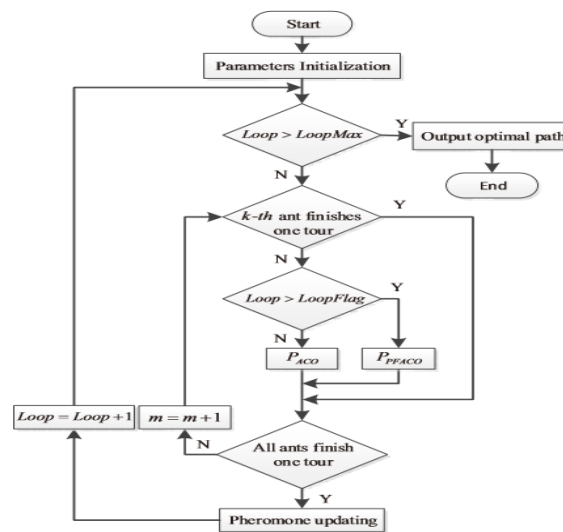 Start
Parameters Initialization
Loop > LoopMax
Y
Output optimal path
N
End
k-th ant finishes
one tour
Y
N
Loop > LoopFlag
Y
N
P_ACO
P_PFACO
Loop = Loop+1
m = m+1
All ants finish
one tour
N
Y
Pheromone updating